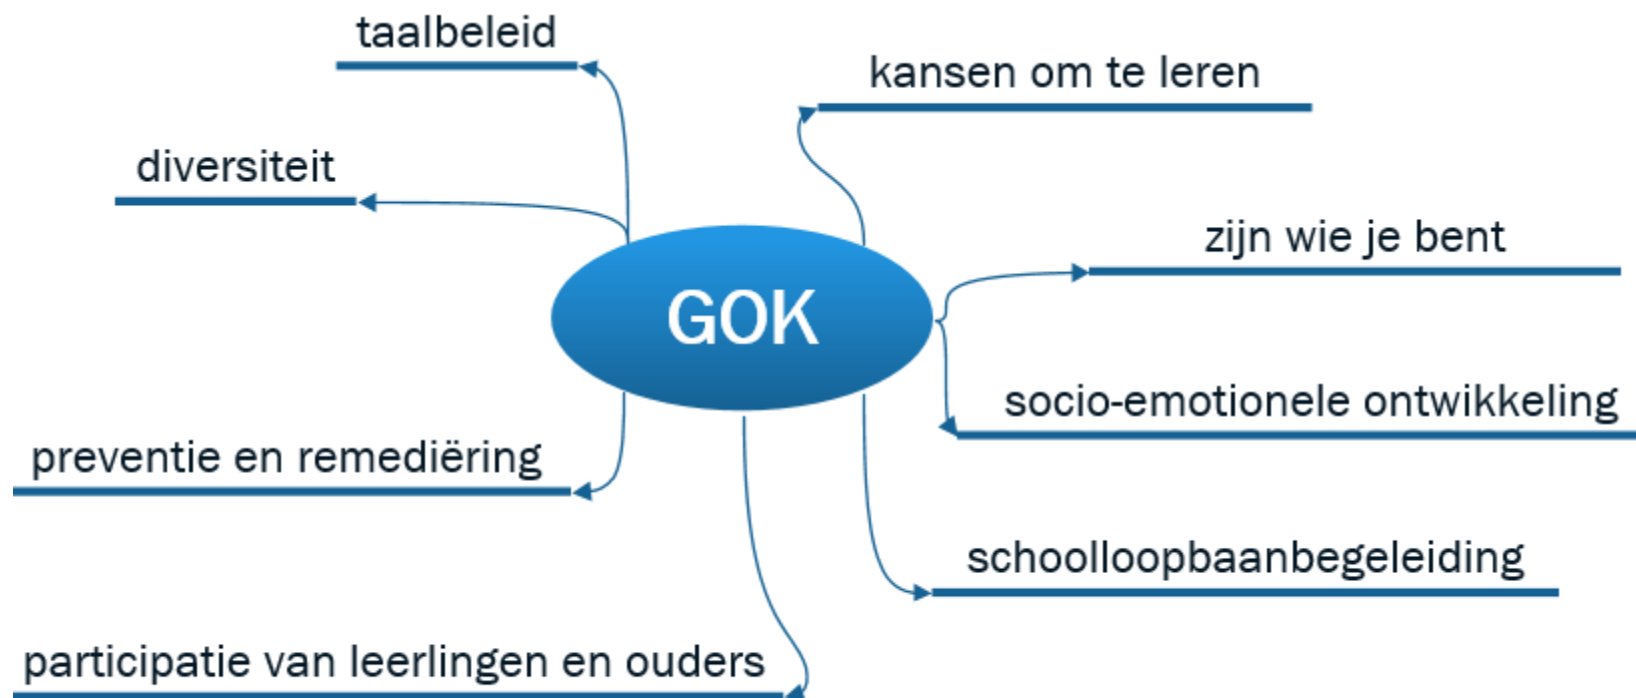 taalbeleid
kansen om te leren
diversiteit
zijn wie je bent
GOK
socio-emotionele ontwikkeling
preventie en remediëring
schoolloopbaanbegeleiding
participatie van leerlingen en ouders